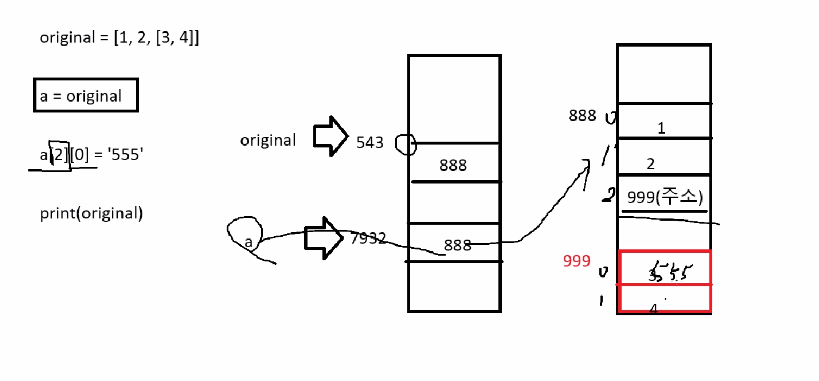 original = [1, 2, [3, 4]]
a = original
a[2][0] = '555'
print(original)
original
543
888
a
7932
888
888 0
1
1
2
2
999(주소)
999
0
555
1
4